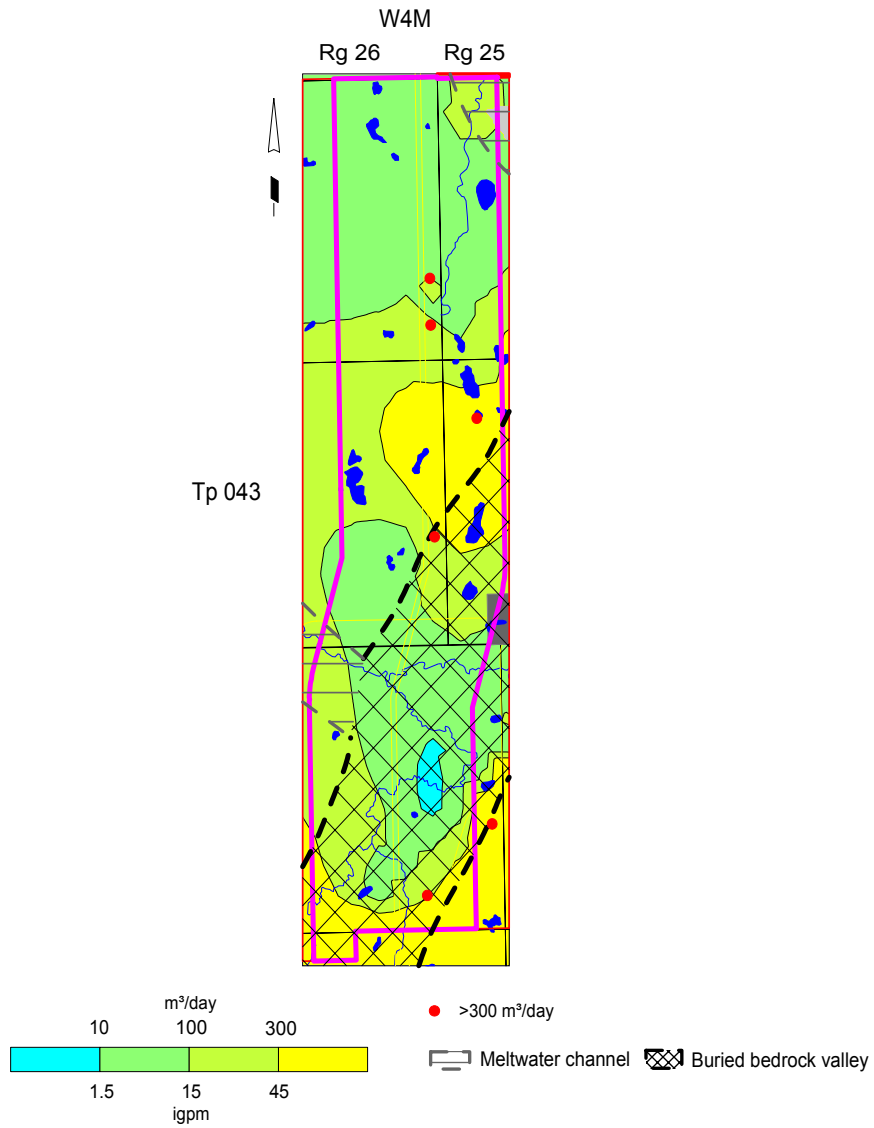 W4M
Rg 26 Rg 25
Tp 043
m³/day
10 100 300
1.5 15 45
igpm
>300 m³/day
Meltwater channel Buried bedrock valley